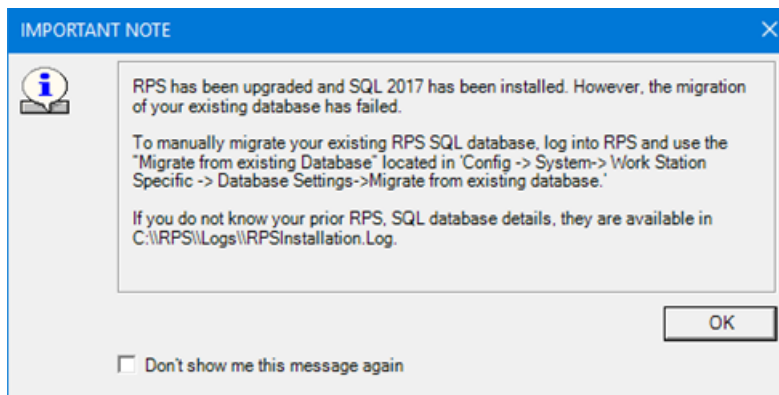 IMPORTANT NOTE
RPS has been upgraded and SQL 2017 has been installed. However, the migration
of your existing database has failed.
To manually migrate your existing RPS SQL database, log into RPS and use the
"Migrate from existing Database" located in 'Config -> System-> Work Station
Specific -> Database Settings->Migrate from existing database.'
If you do not know your prior RPS, SQL database details, they are available in
C:\\RPS\\Logs\\RPSInstallation.Log.
OK
Don't show me this message again